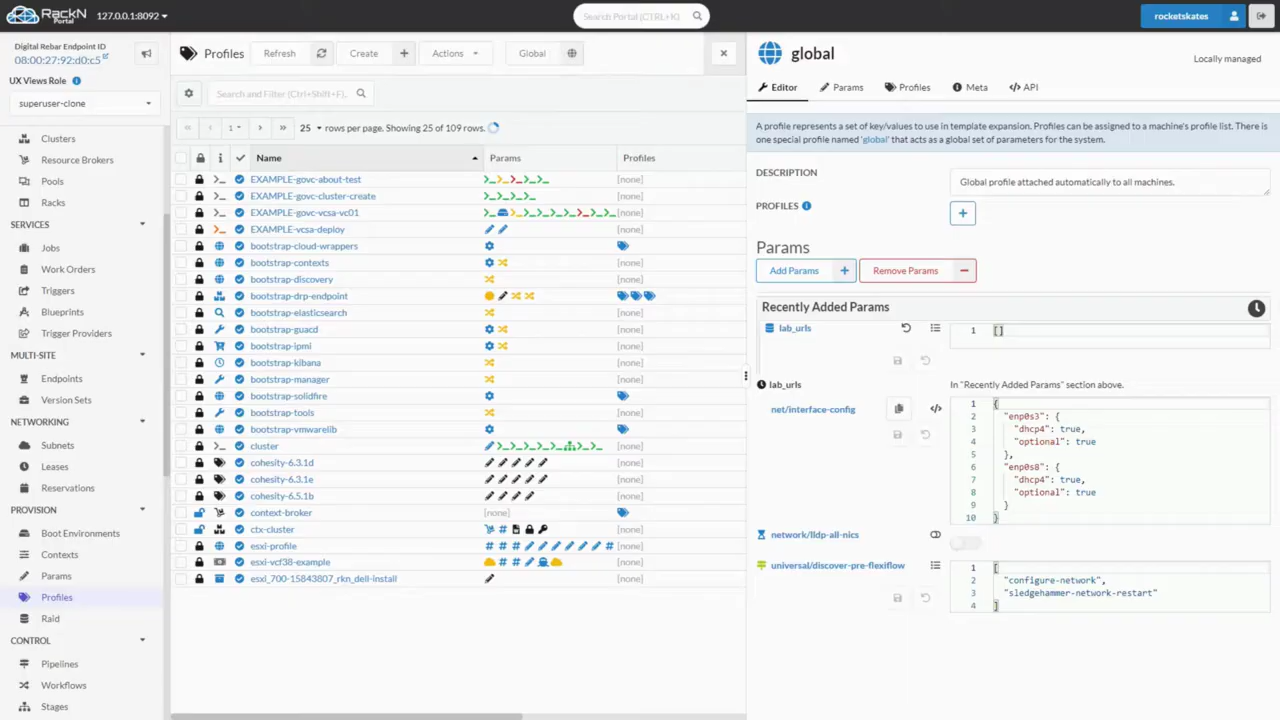 RackN
Portal
127.0.0.1:8092
Search Portal (CTRL+K)
rocketskates
Digital Rebar Endpoint ID
08:00:27:92:d0:c5
UX Views Role
superuser-clone
Clusters
Resource Brokers
Pools
Racks
SERVICES
Jobs
Work Orders
Triggers
Blueprints
Trigger Providers
MULTI-SITE
Endpoints
Version Sets
NETWORKING
Subnets
Leases
Reservations
PROVISION
Boot Environments
Contexts
Params
Profiles
Raid
CONTROL
Pipelines
Workflows
Stages
Profiles
Refresh
Create
Actions
Global
Search and Filter (Ctrl+Shift+F)..
1
25 rows per page. Showing 25 of 109 rows.
Name Params Profiles
EXAMPLE-govc-about-test [none]
EXAMPLE-govc-cluster-create [none]
EXAMPLE-govc-vcsa-vc01 [none]
EXAMPLE-vcsa-deploy [none]
bootstrap-cloud-wrappers
bootstrap-contexts [none]
bootstrap-discovery [none]
bootstrap-drp-endpoint
bootstrap-elasticsearch [none]
bootstrap-guacd [none]
bootstrap-ipmi [none]
bootstrap-kibana [none]
bootstrap-manager [none]
bootstrap-solidfire
bootstrap-tools [none]
bootstrap-vmwarelib
cluster [none]
cohesity-6.3.1d [none]
cohesity-6.3.1e [none]
cohesity-6.5.1b [none]
context-broker [none]
ctx-cluster [none]
esxi-profile [none]
esxi-vcf38-example [none]
esxi_700-15843807_rkn_dell-install [none]
global
Locally managed
Editor
Params
Profiles
Meta
API
A profile represents a set of key/values to use in template expansion. Profiles can be assigned to a machine's profile list. There is
one special profile named 'global' that acts as a global set of parameters for the system.
DESCRIPTION
Global profile attached automatically to all machines.
PROFILES
Params
Add Params
Remove Params
Recently Added Params
lab_urls
1 []
lab_urls
In "Recently Added Params" section above.
net/interface-config
1 {
2 "enp0s3": {
3 "dhcp4": true,
4 "optional": true
5 },
6 "enp0s8": {
7 "dhcp4": true,
8 "optional": true
9 }
10 }
network/lldp-all-nics
universal/discover-pre-flexiflow
1 [
2 "configure-network",
3 "sledgehammer-network-restart"
4 ]